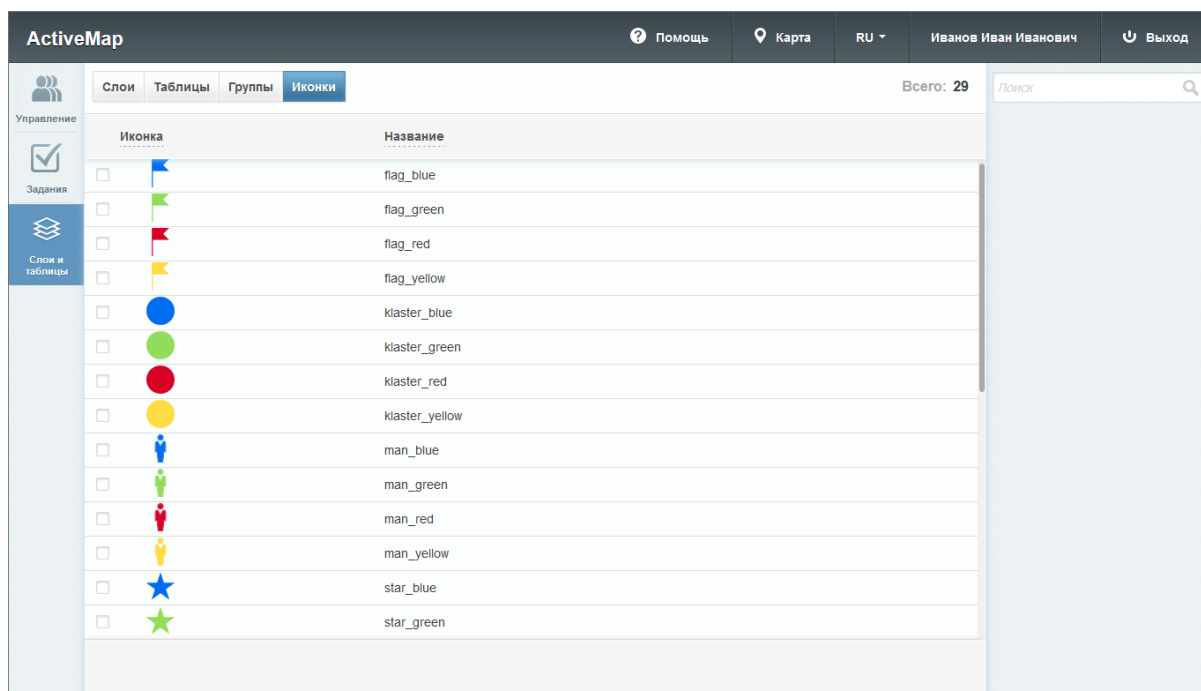 ActiveMap
Помощь
Карта
RU
Иванов Иван Иванович
Выход
Управление
Задания
Слои и
таблицы
Слои Таблицы Группы Иконки
Всего: 29
Поиск
Иконка Название
flag_blue
flag_green
flag_red
flag_yellow
klaster_blue
klaster_green
klaster_red
klaster_yellow
man_blue
man_green
man_red
man_yellow
star_blue
star_green